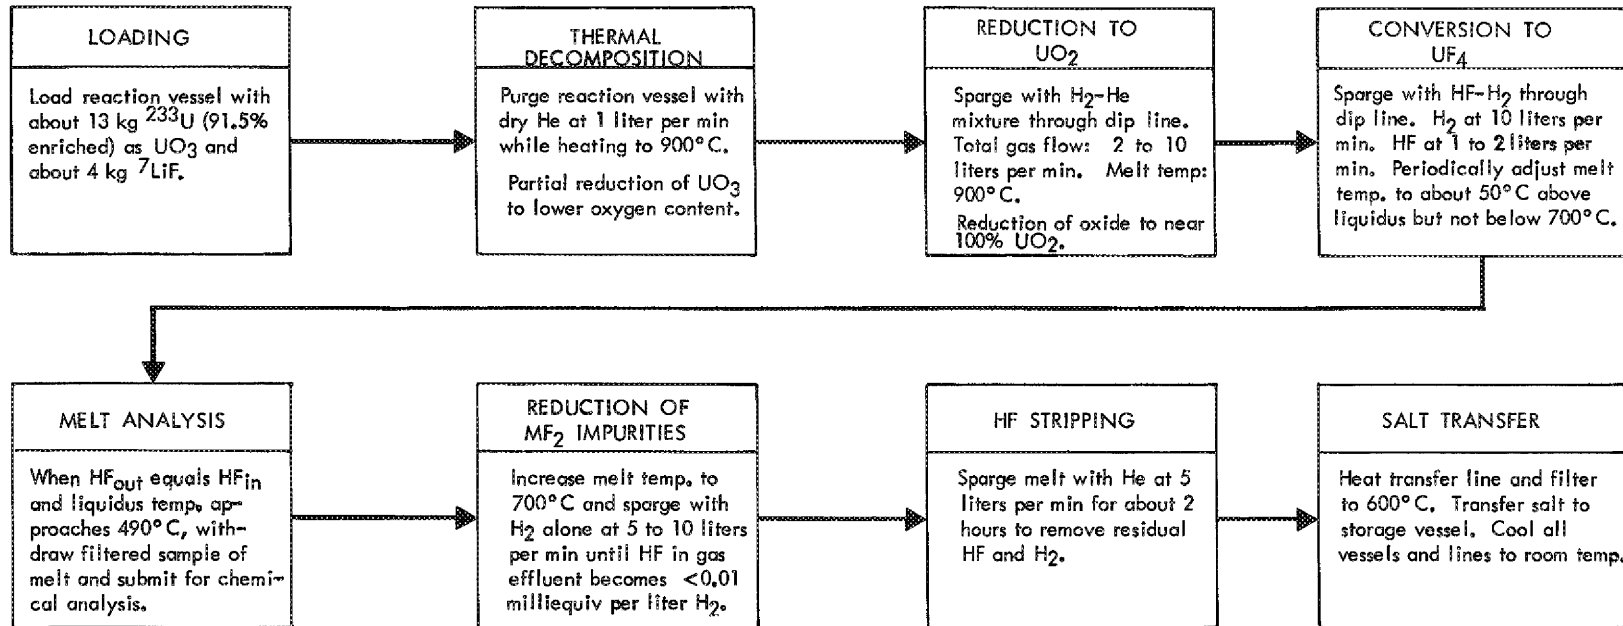 LOADING
Load reaction vessel with
about 13 kg ²³³U (91.5%
enriched) as UO₃ and
about 4 kg ⁷LiF.
THERMAL
DECOMPOSITION
Purge reaction vessel with
dry He at 1 liter per min
while heating to 900°C.
Partial reduction of UO₃
to lower oxygen content.
REDUCTION TO
UO₂
Sparge with H₂-He
mixture through dip line.
Total gas flow: 2 to 10
liters per min. Melt temp:
900°C.
Reduction of oxide to near
100% UO₂.
CONVERSION TO
UF₄
Sparge with HF-H₂ through
dip line. H₂ at 10 liters per
min. HF at 1 to 2 liters per
min. Periodically adjust melt
temp. to about 50°C above
liquidus but not below 700°C.
MELT ANALYSIS
When HFout equals HFin
and liquidus temp. ap-
proaches 490°C, with-
draw filtered sample of
melt and submit for chemi-
cal analysis.
REDUCTION OF
MF₂ IMPURITIES
Increase melt temp. to
700°C and sparge with
H₂ alone at 5 to 10 liters
per min until HF in gas
effluent becomes <0.01
milliequiv per liter H₂.
HF STRIPPING
Sparge melt with He at 5
liters per min for about 2
hours to remove residual
HF and H₂.
SALT TRANSFER
Heat transfer line and filter
to 600°C. Transfer salt to
storage vessel. Cool all
vessels and lines to room temp.